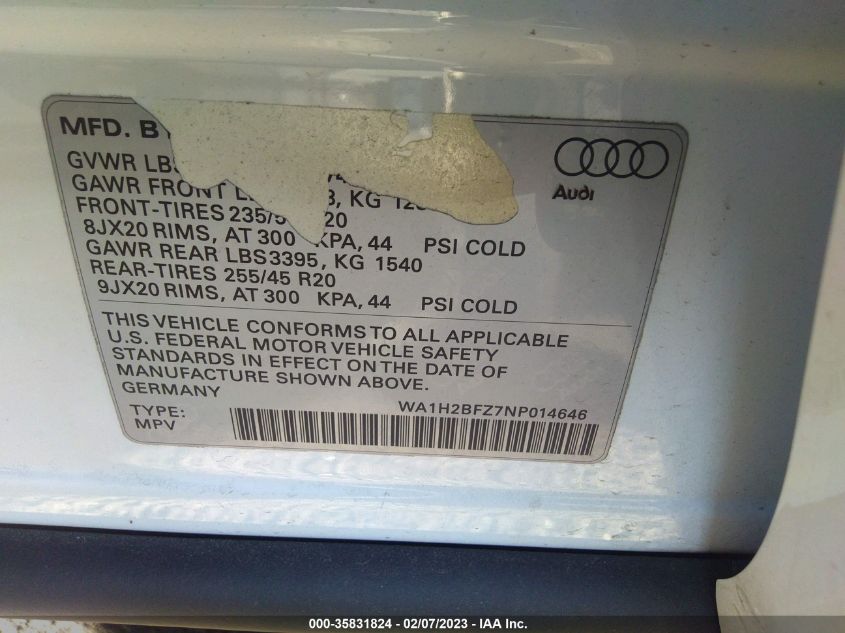 MFD. BY
Audi
GVWR LBS
GAWR FRONT KG
FRONT-TIRES 235/5 20
8JX20 RIMS, AT 300 KPA, 44 PSI COLD
GAWR REAR LBS3395, KG 1540
REAR-TIRES 255/45 R20
9JX20 RIMS, AT 300 KPA, 44 PSI COLD
THIS VEHICLE CONFORMS TO ALL APPLICABLE
U.S. FEDERAL MOTOR VEHICLE SAFETY
STANDARDS IN EFFECT ON THE DATE OF
MANUFACTURE SHOWN ABOVE.
GERMANY
WA1H2BFZ7NP014646
TYPE:
MPV
000-35831824 — 02/07/2023 — IAA Inc.